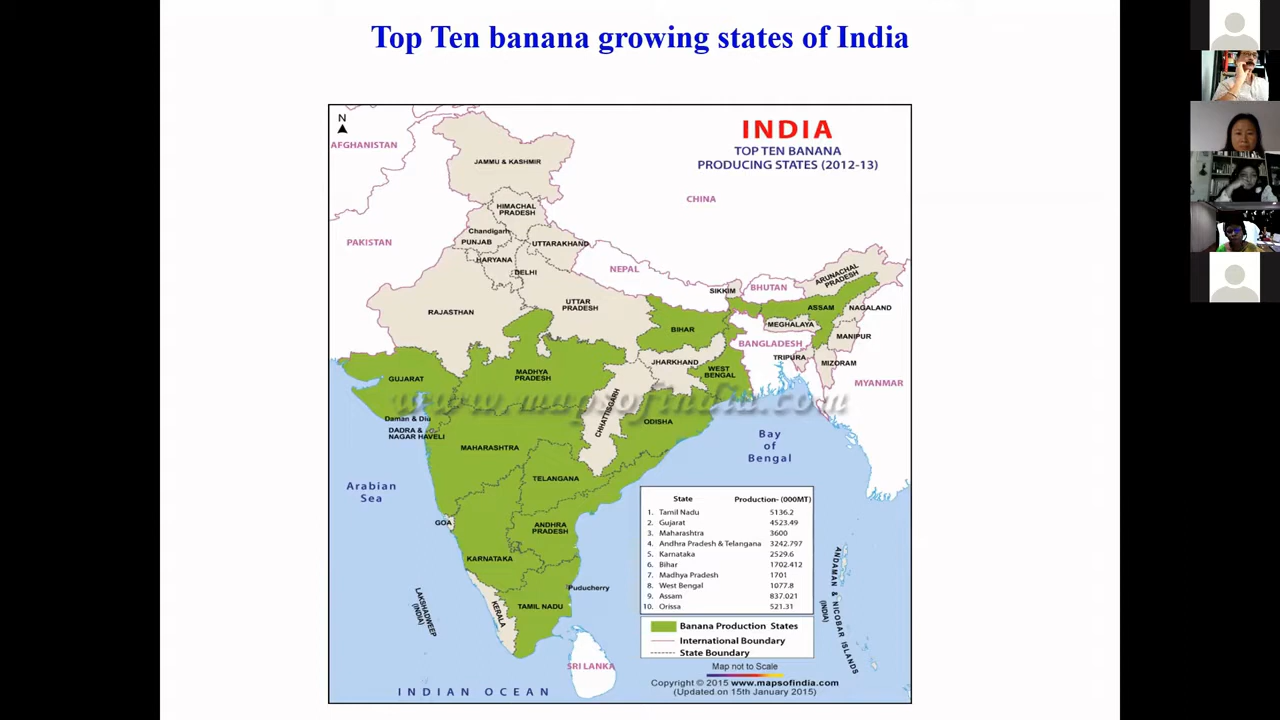 Top Ten banana growing states of India
N
AFGHANISTAN
INDIA
TOP TEN BANANA
PRODUCING STATES (2012-13)
JAMMU & KASHMIR
CHINA
HIMACHAL
PRADESH
Chandigarh
PAKISTAN
PUNJAB
UTTARAKHAND
HARYANA
DELHI
NEPAL
ARUNACHAL
PRADESH
SIKKIM
BHUTAN
RAJASTHAN
UTTAR
PRADESH
ASSAM
NAGALAND
BIHAR
MEGHALAYA
MANIPUR
BANGLADESH
JHARKHAND
TRIPURA
MIZORAM
GUJARAT
MADHYA
PRADESH
WEST
BENGAL
MYANMAR
www.mapsofindia.com
Daman & Diu
DADRA &
NAGAR HAVELI
CHHATTISGARH
ODISHA
MAHARASHTRA
Bay
of
Bengal
TELANGANA
Arabian
Sea
GOA
ANDHRA
PRADESH
KARNATAKA
Puducherry
LAKSHADWEEP
(INDIA)
KERALA
TAMIL NADU
ANDAMAN & NICOBAR ISLANDS
(INDIA)
SRI LANKA
INDIAN OCEAN
State Production- (000MT)
1. Tamil Nadu 5136.2
2. Gujarat 4523.49
3. Maharashtra 3600
4. Andhra Pradesh & Telangana 3242.797
5. Karnataka 2529.6
6. Bihar 1702.412
7. Madhya Pradesh 1701
8. West Bengal 1077.8
9. Assam 837.021
10. Orissa 521.31
Banana Production States
International Boundary
State Boundary
Map not to Scale
Copyright © 2015 www.mapsofindia.com
(Updated on 15th January 2015)